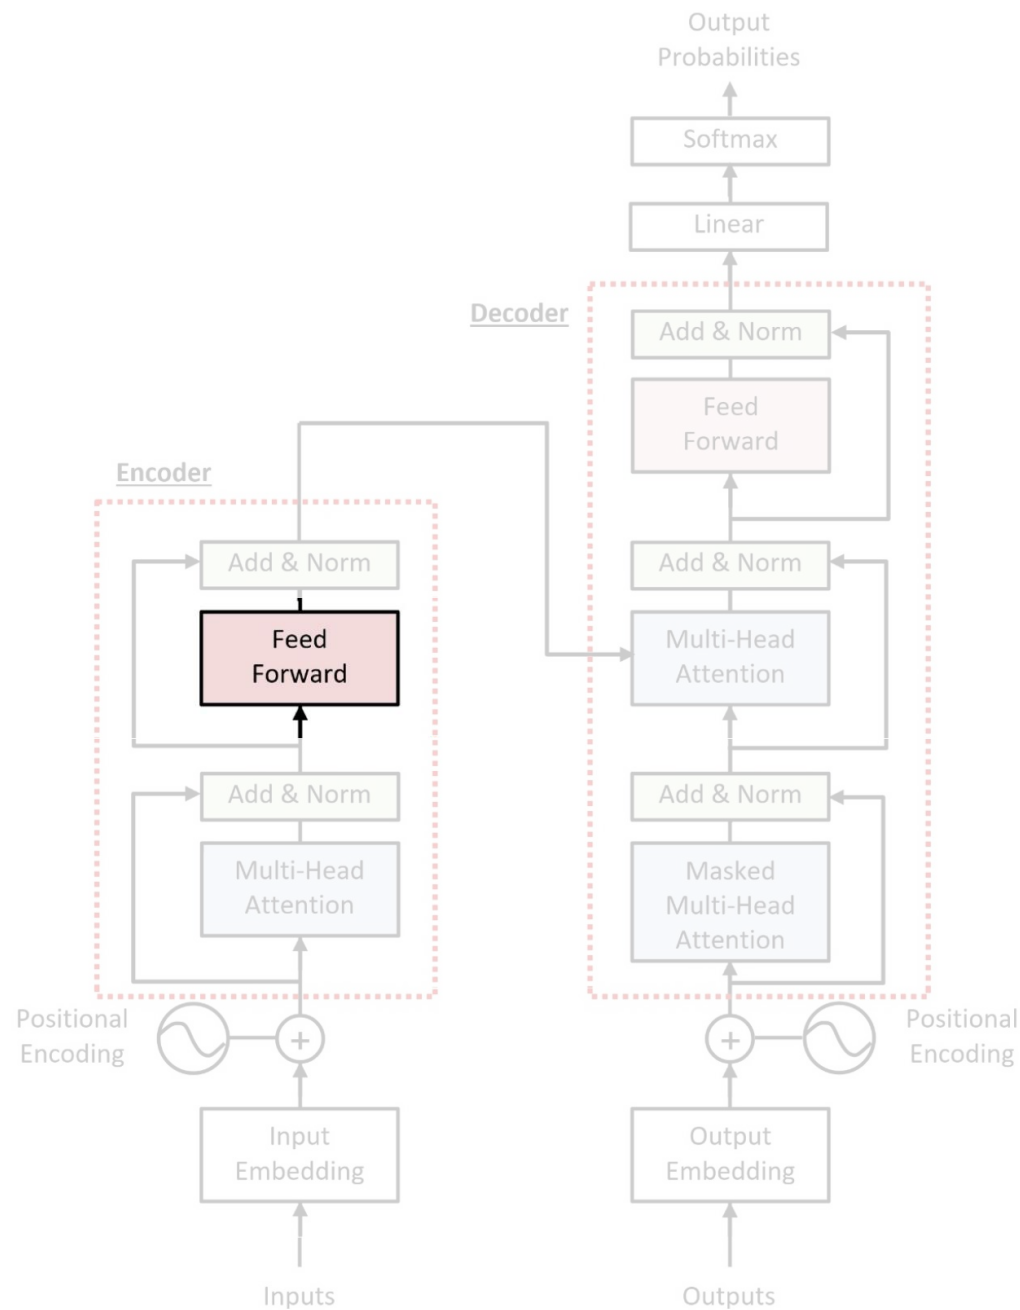 Output
Probabilities
Softmax
Linear
Decoder
Add & Norm
Feed
Forward
Encoder
Add & Norm
Feed
Forward
Add & Norm
Multi-Head
Attention
Add & Norm
Multi-Head
Attention
Add & Norm
Masked
Multi-Head
Attention
Positional
Encoding
+
+
Positional
Encoding
Input
Embedding
Output
Embedding
Inputs
Outputs